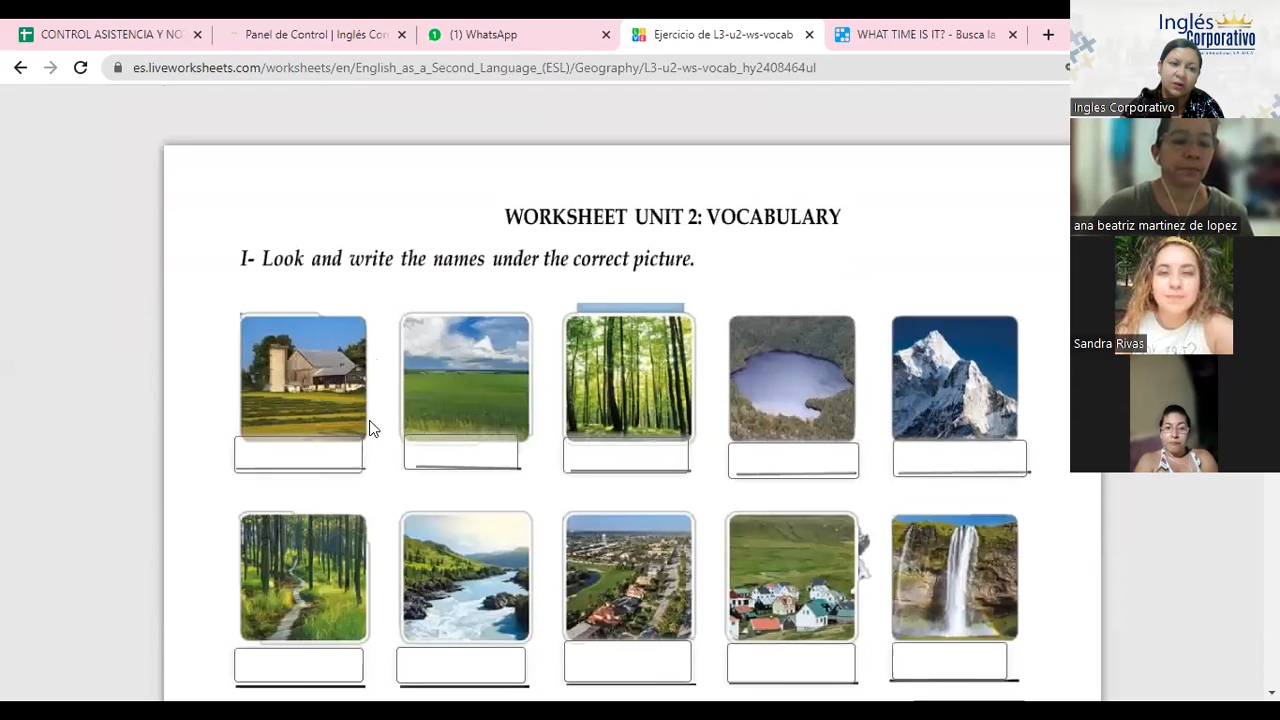 CONTROL ASISTENCIA Y NO
Panel de Control | Inglés Con
(1) WhatsApp
Ejercicio de L3-u2-ws-vocab
WHAT TIME IS IT? - Busca la
es.liveworksheets.com/worksheets/en/English_as_a_Second_Language_(ESL)/Geography/L3-u2-ws-vocab_hy2408464ul
Inglés
Corporativo
Ingles Corporativo
ana beatriz martinez de lopez
Sandra Rivas
WORKSHEET UNIT 2: VOCABULARY
I- Look and write the names under the correct picture.